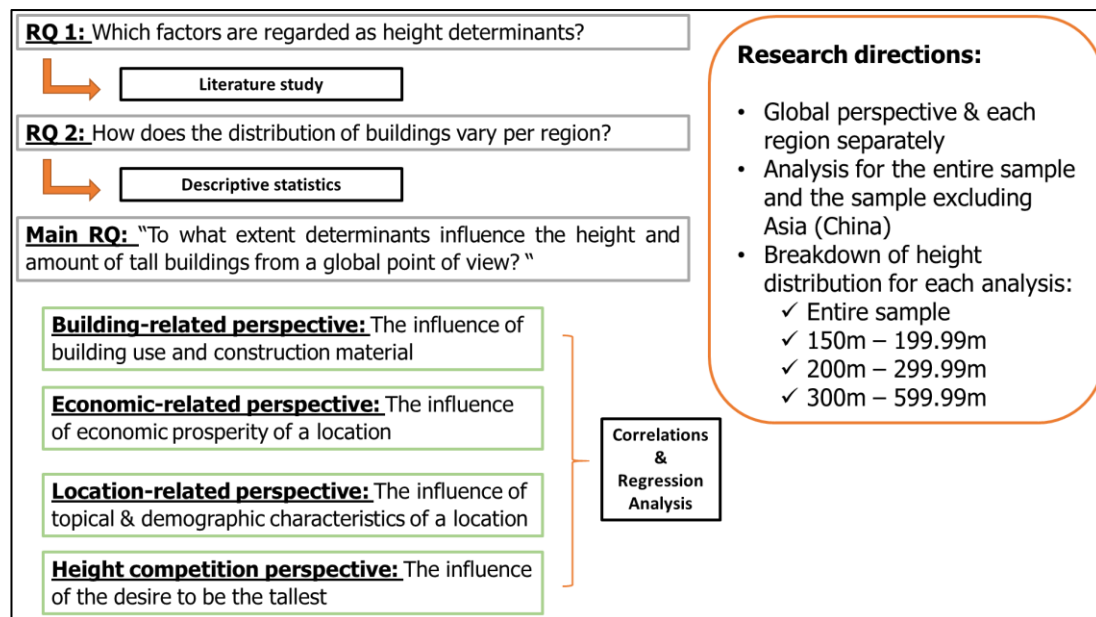 RQ 1: Which factors are regarded as height determinants?
Literature study
RQ 2: How does the distribution of buildings vary per region?
Descriptive statistics
Main RQ: “To what extent determinants influence the height and
amount of tall buildings from a global point of view? “
Building-related perspective: The influence of
building use and construction material
Economic-related perspective: The influence
of economic prosperity of a location
Location-related perspective: The influence of
topical & demographic characteristics of a location
Height competition perspective: The influence
of the desire to be the tallest
Correlations
&
Regression
Analysis
Research directions:
• Global perspective & each
region separately
• Analysis for the entire sample
and the sample excluding
Asia (China)
• Breakdown of height
distribution for each analysis:
✓ Entire sample
✓ 150m – 199.99m
✓ 200m – 299.99m
✓ 300m – 599.99m